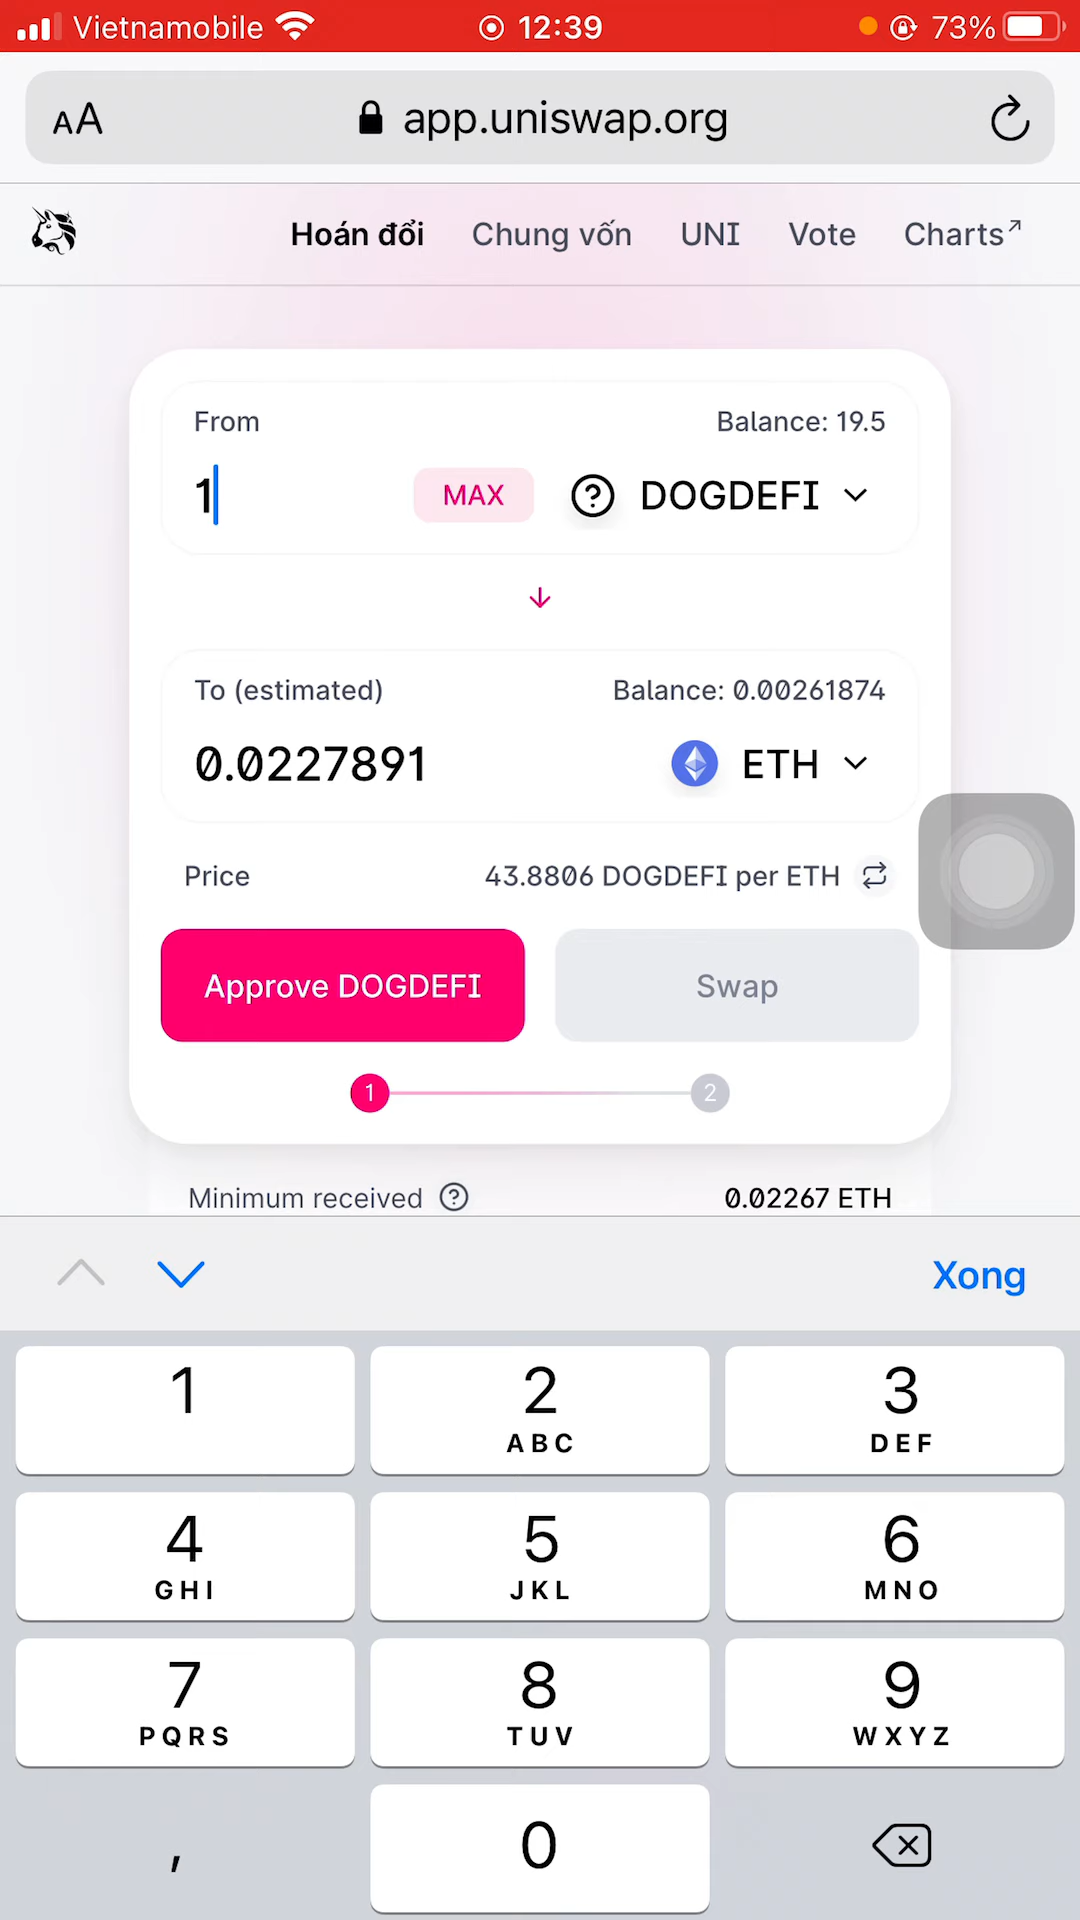 Vietnamobile 12:39 73%
AA app.uniswap.org
Hoán đổi Chung vốn UNI Vote Charts↗
From Balance: 19.5
1 MAX ? DOGDEFI
To (estimated) Balance: 0.00261874
0.0227891 ETH
Price 43.8806 DOGDEFI per ETH
Approve DOGDEFI Swap
1 2
Minimum received ? 0.02267 ETH
Xong
1 2 3
ABC DEF
4 5 6
GHI JKL MNO
7 8 9
PQRS TUV WXYZ
, 0